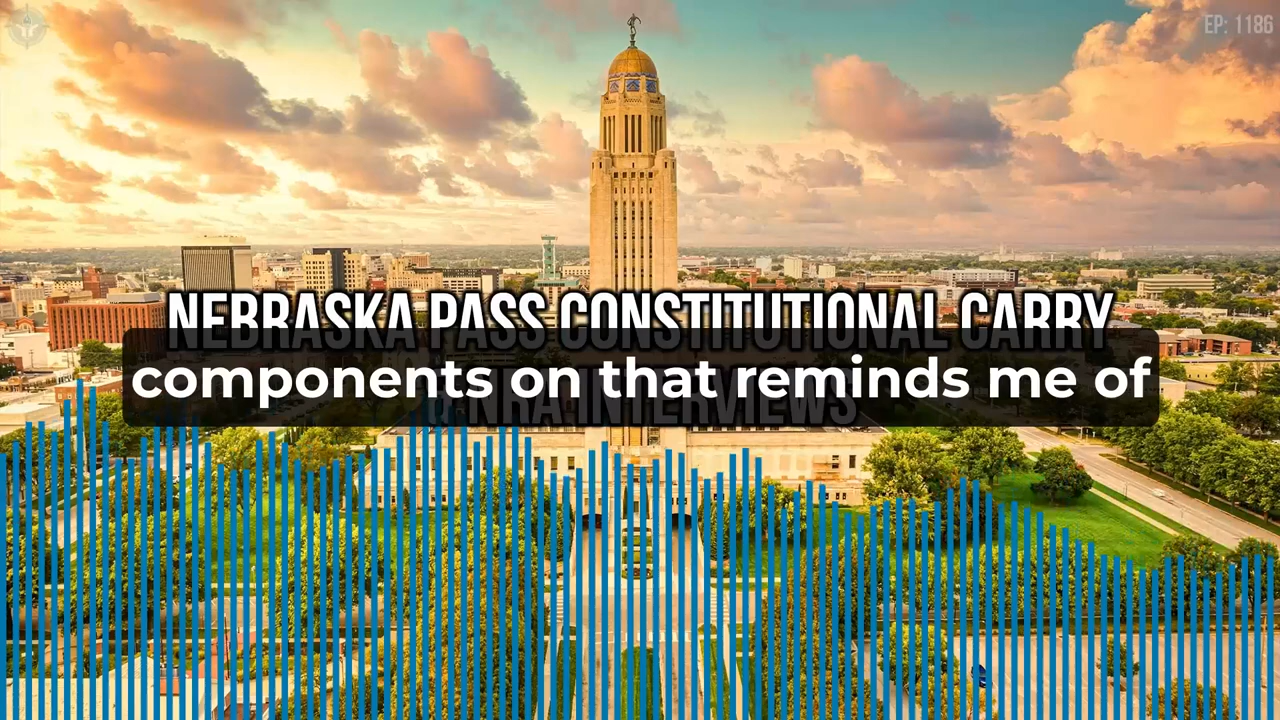 EP: 1186
NEBRASKA PASS CONSTITUTIONAL CARRY
components on that reminds me of
NRA INTERVIEWS